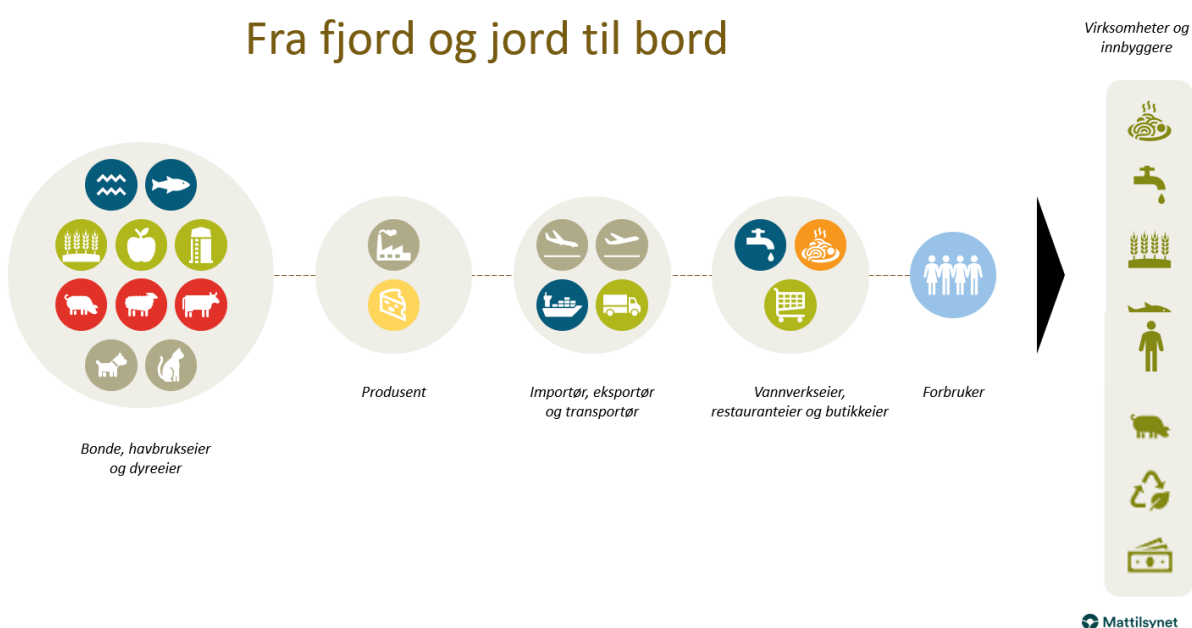 Fra fjord og jord til bord
Virksomheter og
innbyggere
Bonde, havbrukseier
og dyreeier
Produsent
Importør, eksportør
og transportør
Vannverkseier,
restauranteier og butikkeier
Forbruker
Mattilsynet